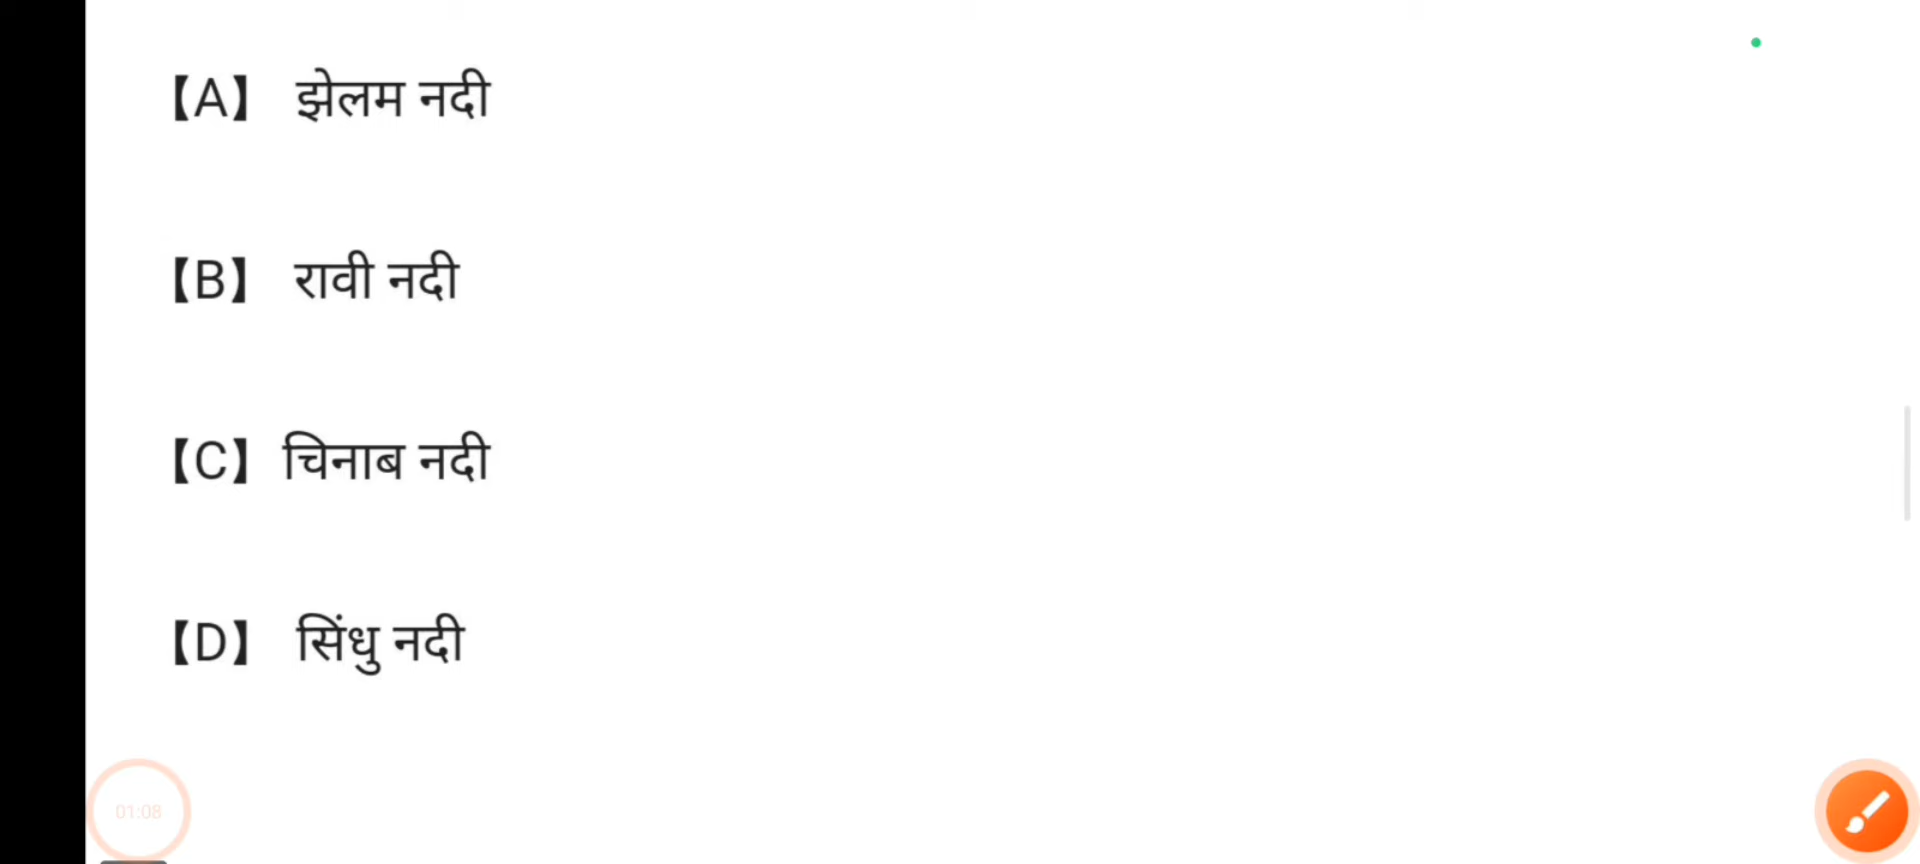 【A】 झेलम नदी
【B】 रावी नदी
【C】 चिनाब नदी
【D】 सिंधु नदी
01:08